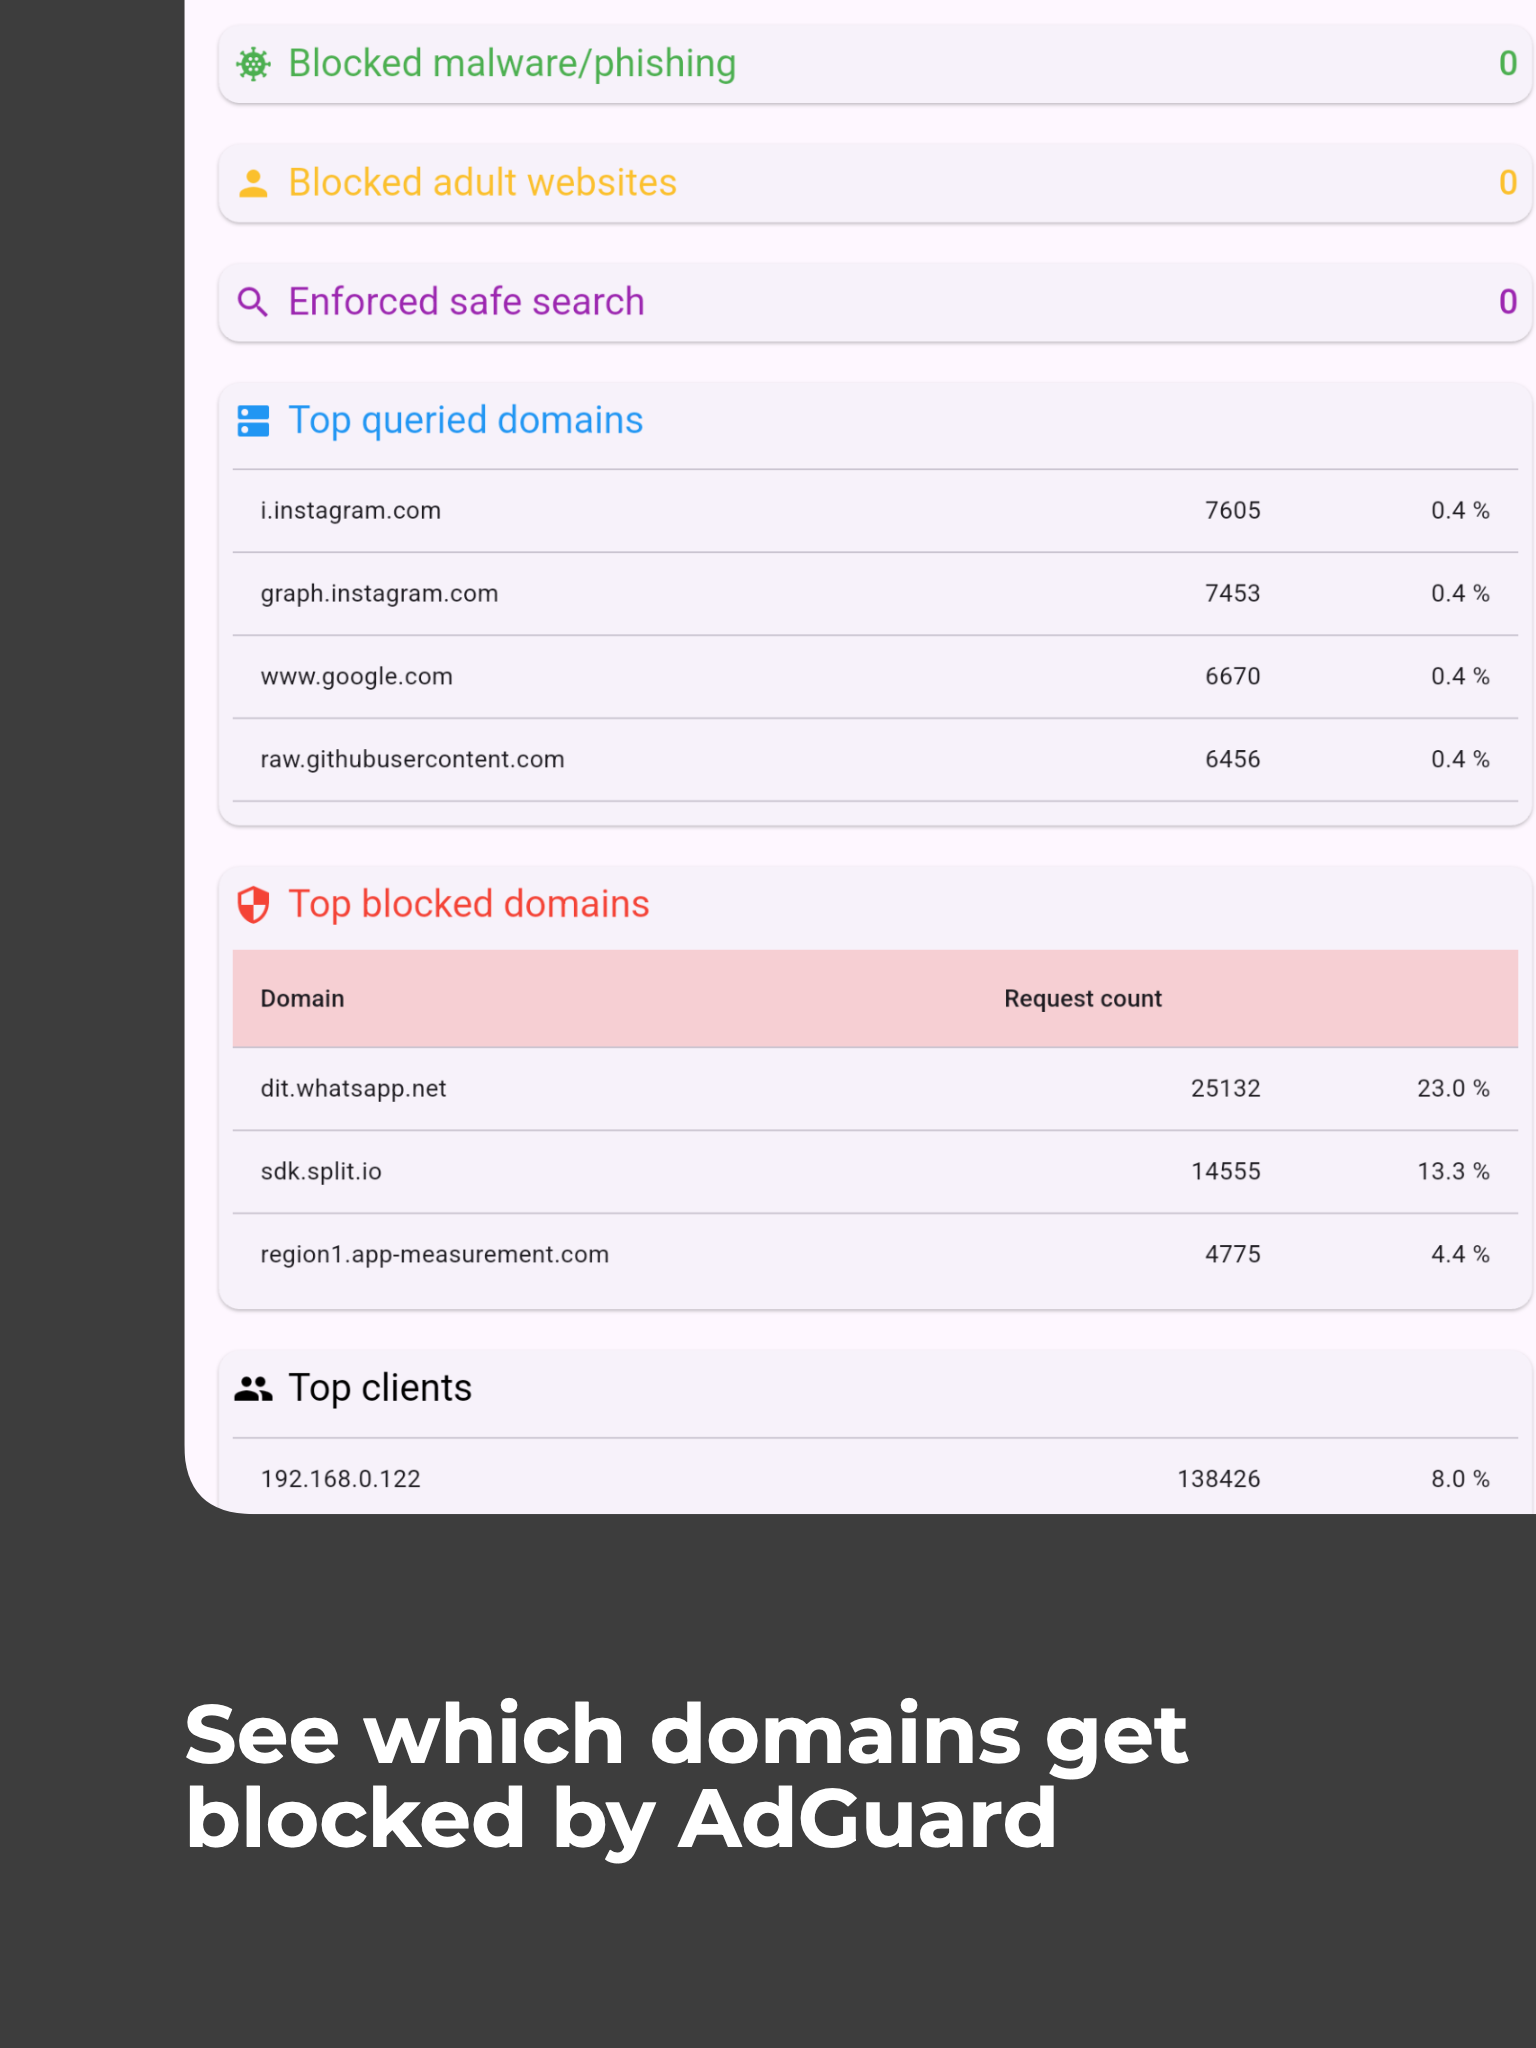 Blocked malware/phishing 0
Blocked adult websites 0
Enforced safe search 0
Top queried domains
i.instagram.com 7605 0.4 %
graph.instagram.com 7453 0.4 %
www.google.com 6670 0.4 %
raw.githubusercontent.com 6456 0.4 %
Top blocked domains
Domain Request count
dit.whatsapp.net 25132 23.0 %
sdk.split.io 14555 13.3 %
region1.app-measurement.com 4775 4.4 %
Top clients
192.168.0.122 138426 8.0 %
See which domains get
blocked by AdGuard